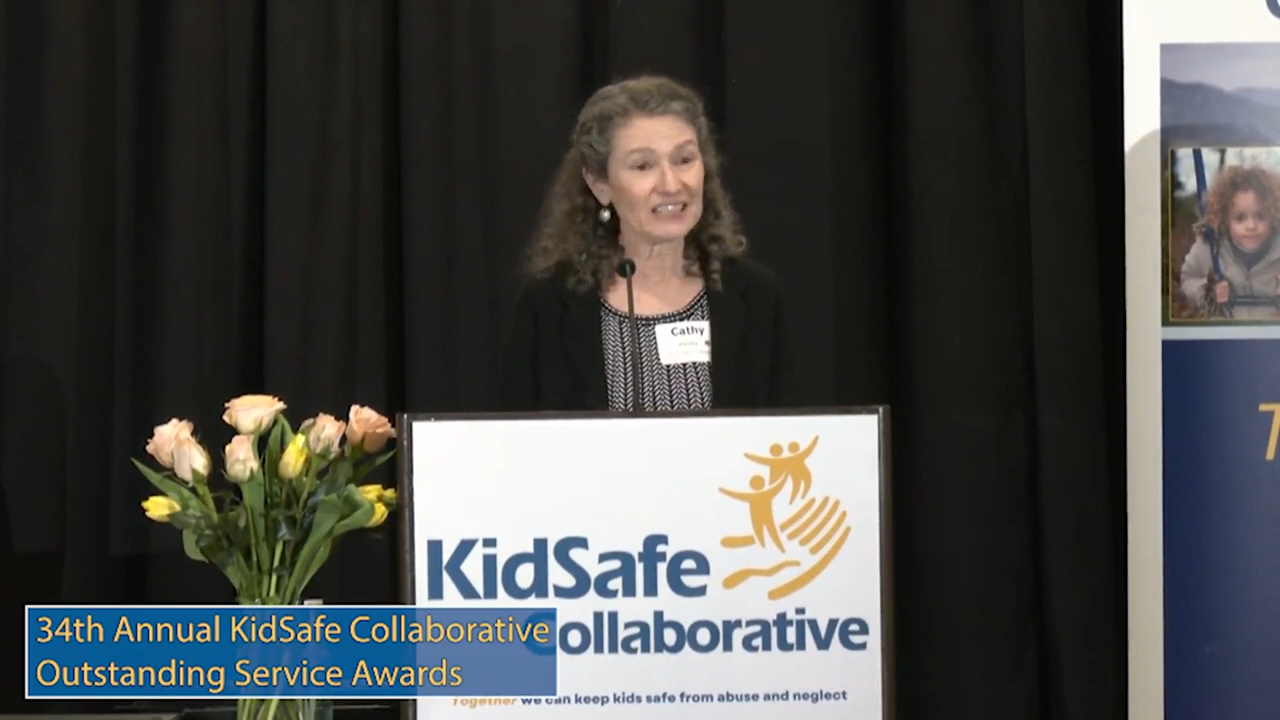 Cathy
KidSafe
Collaborative
Together we can keep kids safe from abuse and neglect
34th Annual KidSafe Collaborative
Outstanding Service Awards